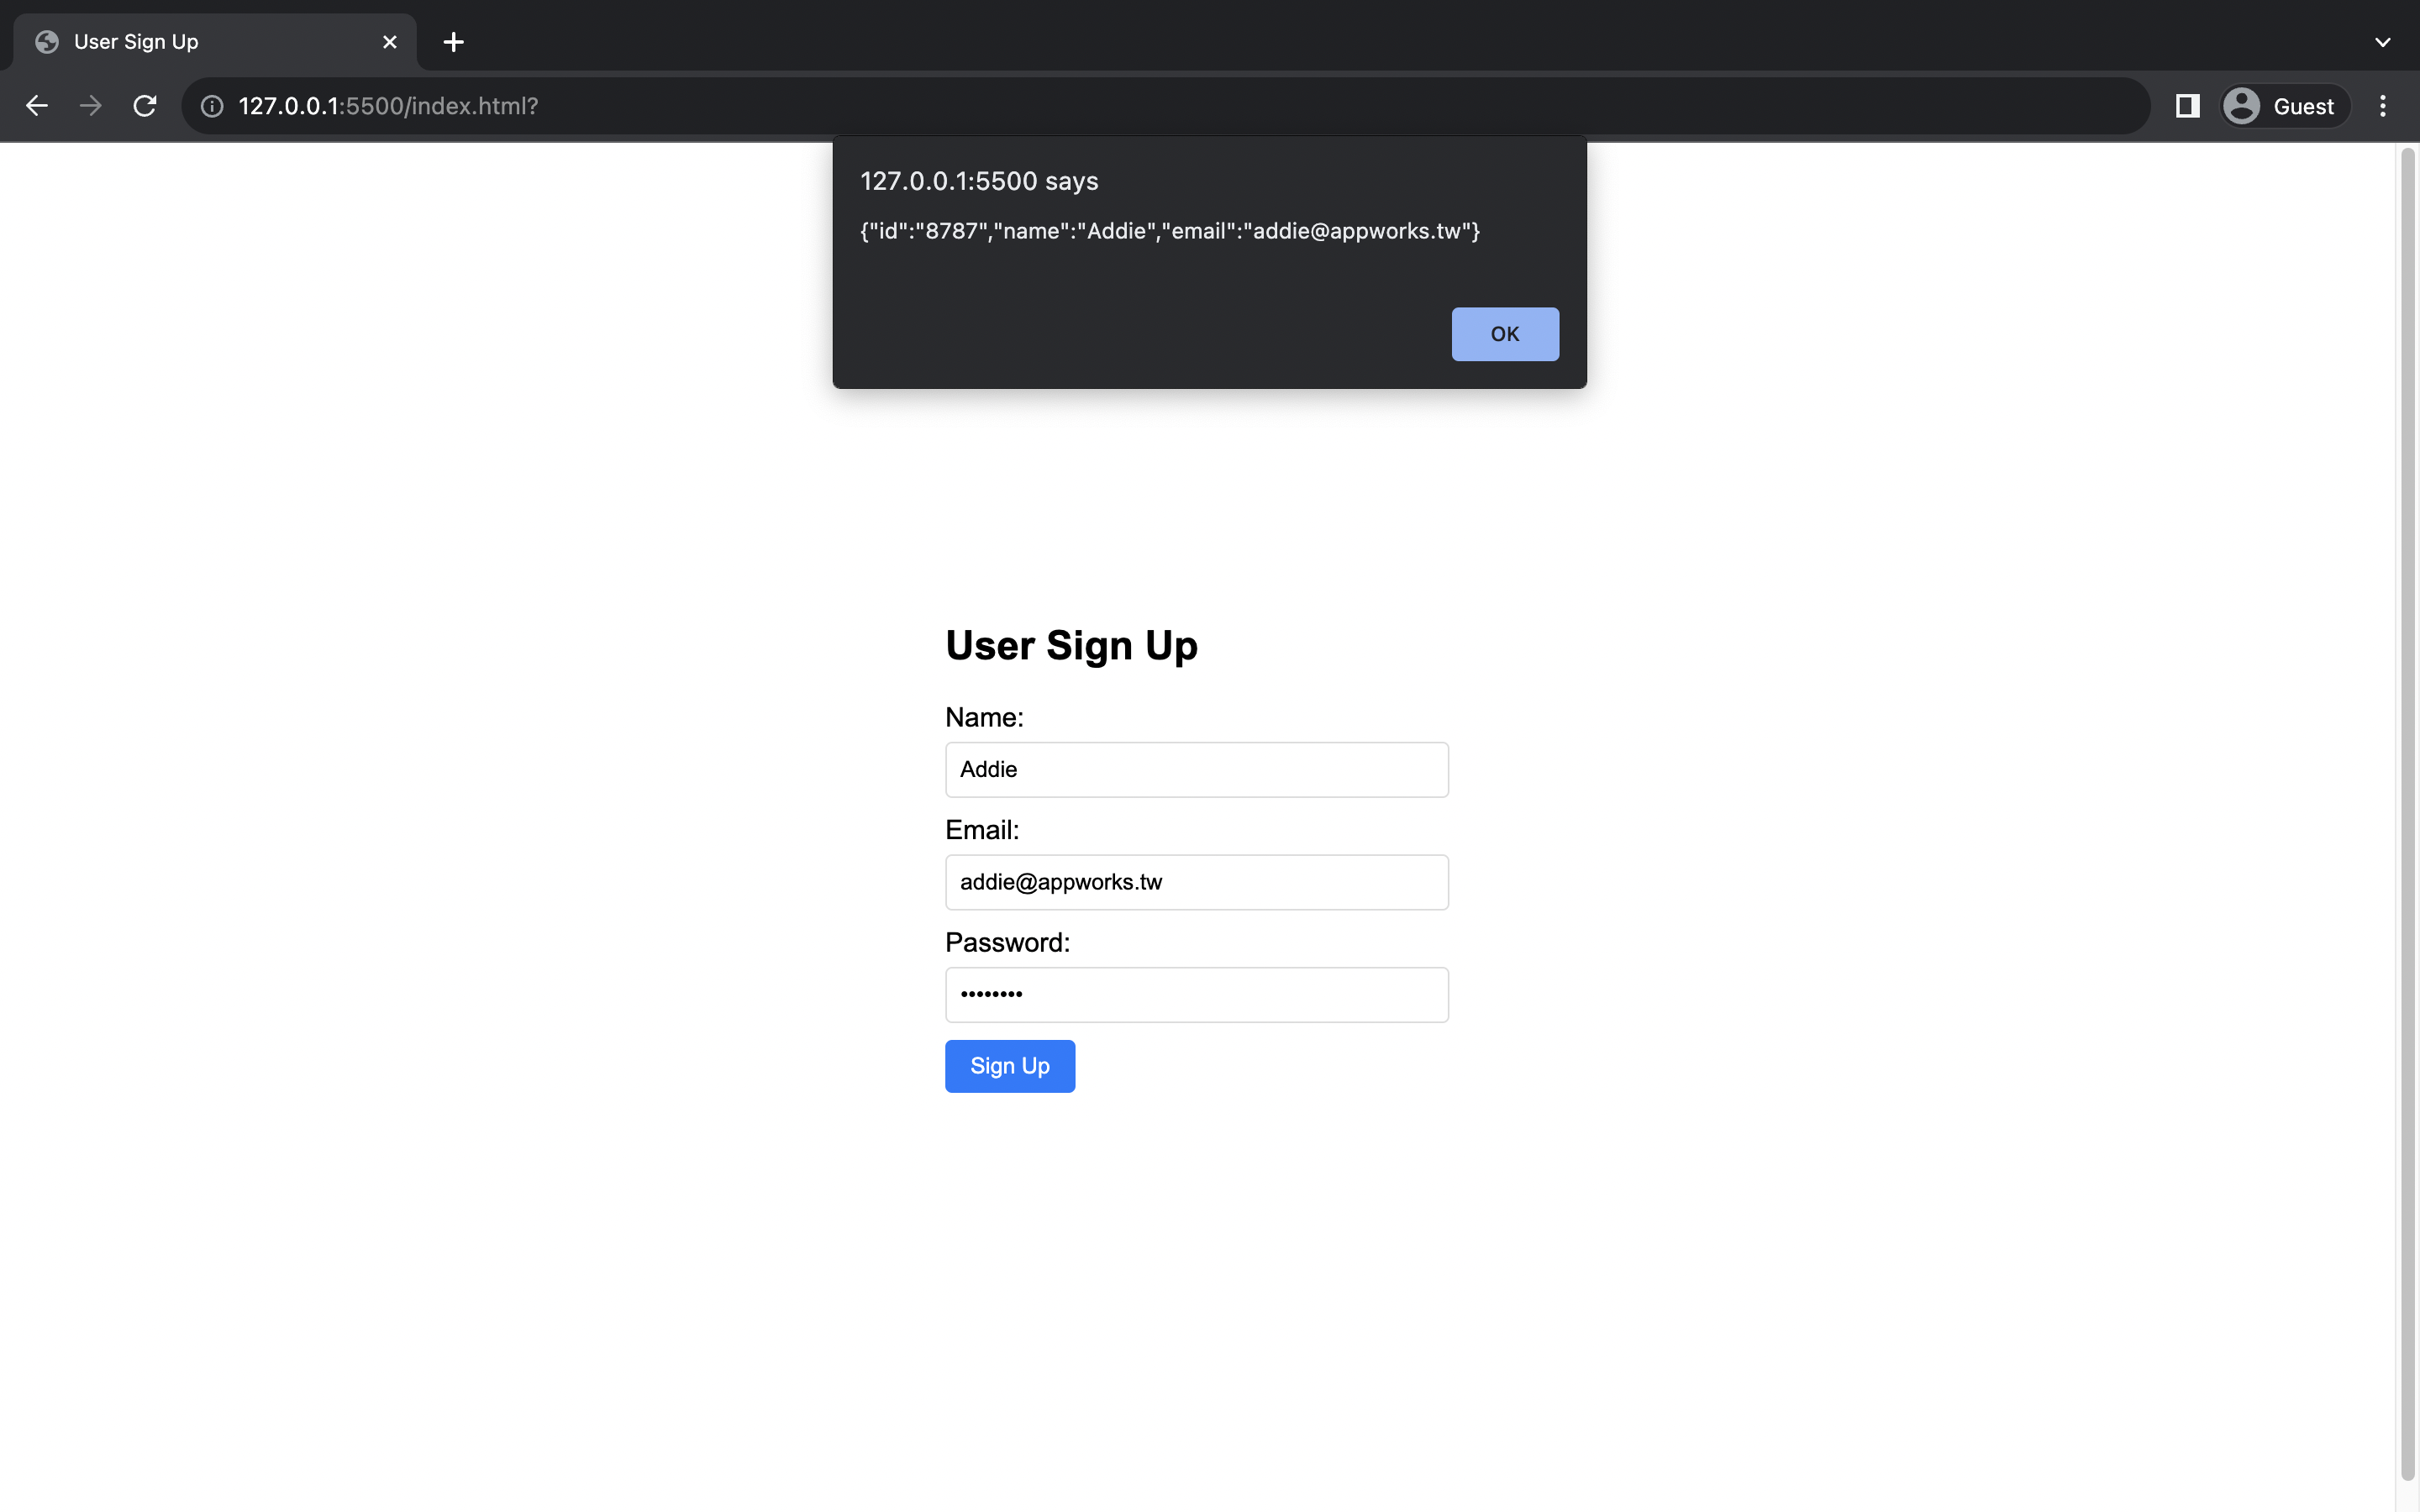 User Sign Up
127.0.0.1:5500/index.html?
Guest
127.0.0.1:5500 says
{"id":"8787","name":"Addie","email":"addie@appworks.tw"}
OK
User Sign Up
Name:
Addie
Email:
addie@appworks.tw
Password:
••••••••
Sign Up